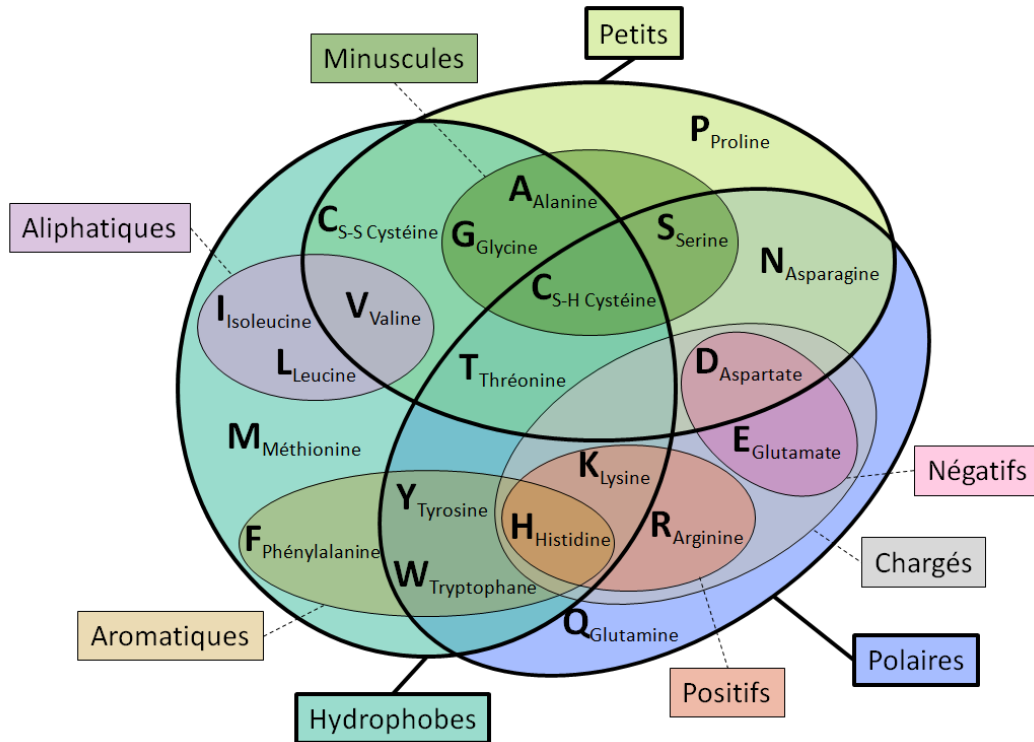 Petits
Minuscules
P Proline
A Alanine
C S-S Cystéine
G Glycine
S Serine
Aliphatiques
N Asparagine
C S-H Cystéine
I Isoleucine
V Valine
L Leucine
T Thréonine
D Aspartate
M Méthionine
E Glutamate
K Lysine
Négatifs
Y Tyrosine
F Phénylalanine
H Histidine
R Arginine
Chargés
W Tryptophane
Q Glutamine
Aromatiques
Polaires
Positifs
Hydrophobes